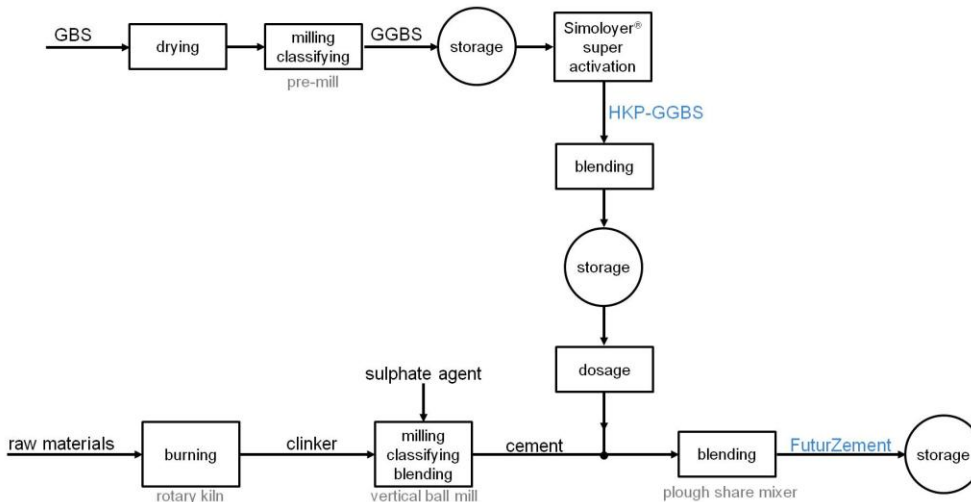 GBS
drying
milling
classifying
pre-mill
GGBS
storage
Simoloyer®
super
activation
HKP-GGBS
blending
storage
dosage
sulphate agent
raw materials
burning
rotary kiln
clinker
milling
classifying
blending
vertical ball mill
cement
blending
plough share mixer
FuturZement
storage